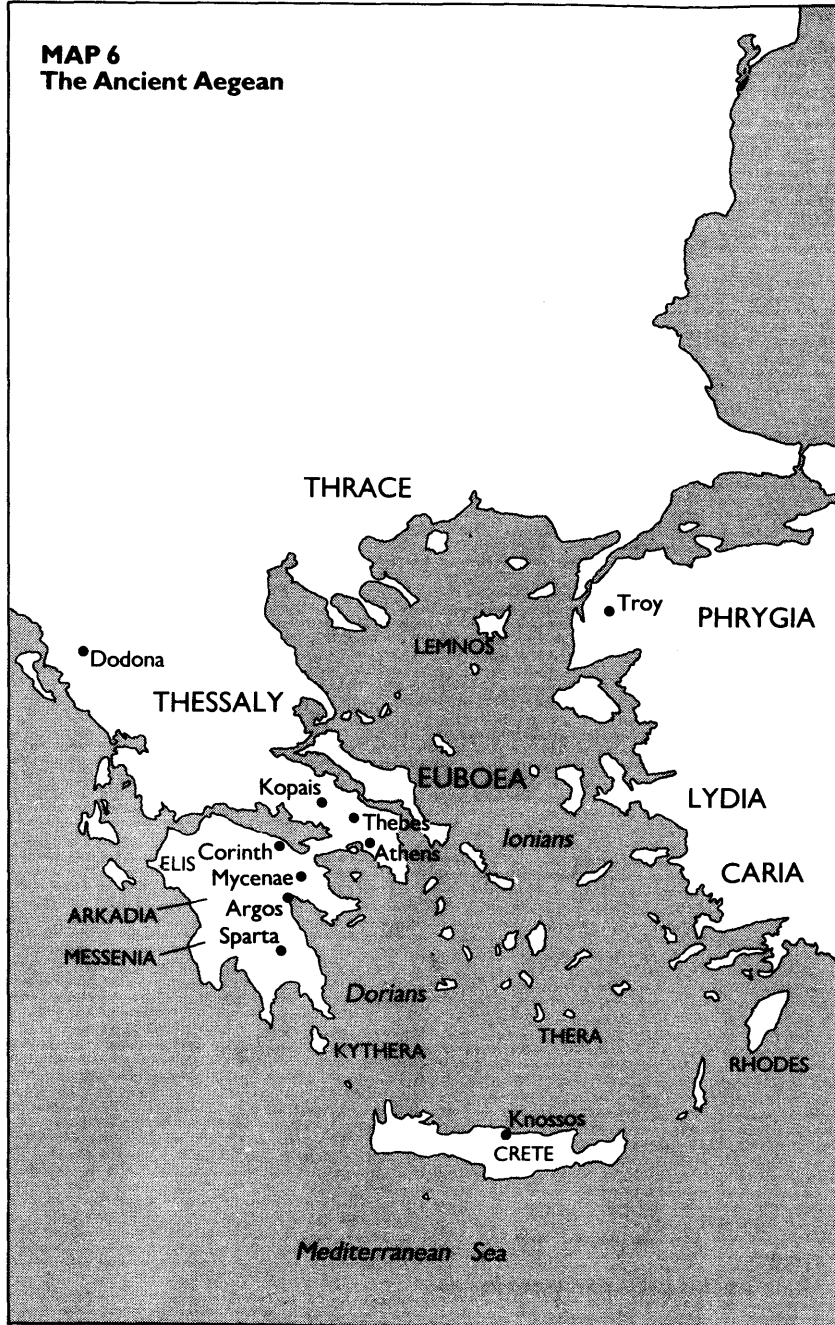 MAP 6
The Ancient Aegean
THRACE
Troy
PHRYGIA
LEMNOS
Dodona
THESSALY
EUBOEA
Kopais
LYDIA
Thebes
Ionians
Athens
Corinth
ELIS
CARIA
Mycenae
ARKADIA
Argos
Sparta
MESSENIA
Dorians
THERA
KYTHERA
RHODES
Knossos
CRETE
Mediterranean Sea